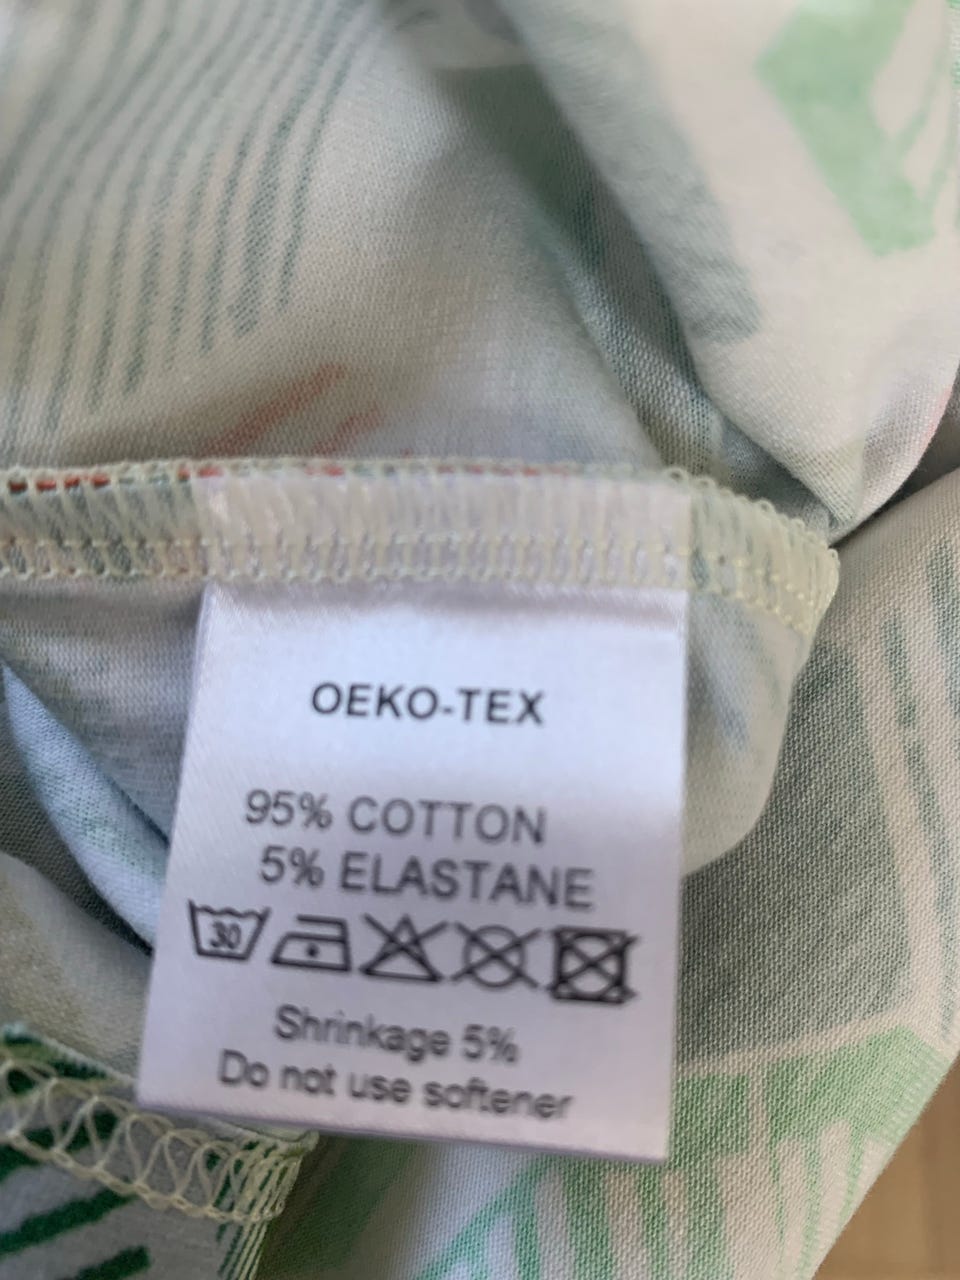 OEKO-TEX
95% COTTON
5% ELASTANE
30
Shrinkage 5%
Do not use softener